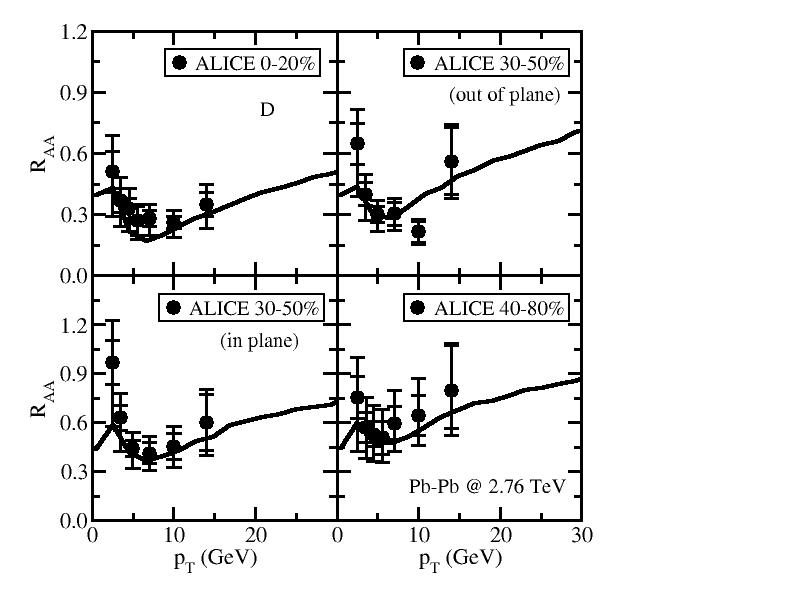 1.2
ALICE 0-20%
ALICE 30-50%
(out of plane)
0.9
D
R_AA
0.6
0.3
0.0
ALICE 30-50%
(in plane)
ALICE 40-80%
1.2
0.9
R_AA
0.6
0.3
Pb-Pb @ 2.76 TeV
0.0
0 10 20 0 10 20 30
p_T (GeV) p_T (GeV)